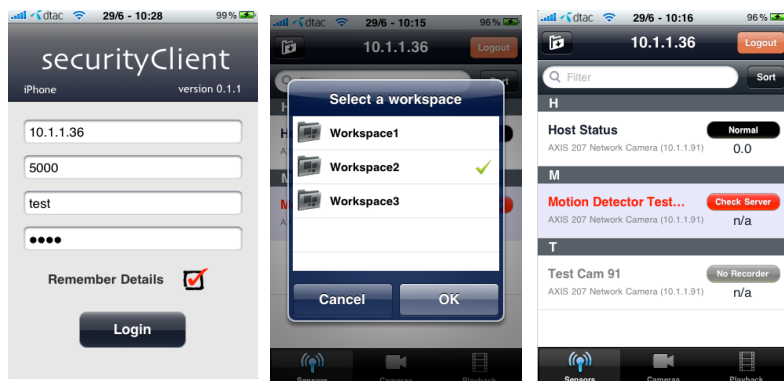 dtac 29/6 - 10:28 99%
securityClient
iPhone version 0.1.1
10.1.1.36
5000
test
Remember Details
Login
dtac 29/6 - 10:15 96%
10.1.1.36 Logout
Select a workspace
Workspace1
Workspace2
Workspace3
Cancel OK
Sensors Cameras Playback
dtac 29/6 - 10:16 96%
10.1.1.36 Logout
Filter Sort
H
Host Status Normal
AXIS 207 Network Camera (10.1.1.91) 0.0
M
Motion Detector Test... Check Server
AXIS 207 Network Camera (10.1.1.91) n/a
T
Test Cam 91 No Recorder
AXIS 207 Network Camera (10.1.1.91) n/a
Sensors Cameras Playback